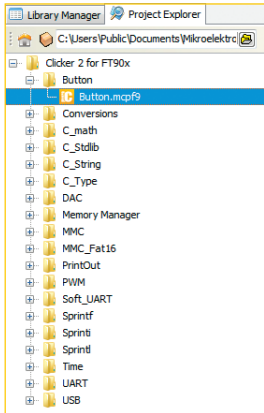 Library Manager Project Explorer
C:\Users\Public\Documents\Mikroelektrc
Clicker 2 for FT90x
Button
Button.mcpf9
Conversions
C_math
C_Stdlib
C_String
C_Type
DAC
Memory Manager
MMC
MMC_Fat16
PrintOut
PWM
Soft_UART
Sprintf
Sprinti
Sprintl
Time
UART
USB